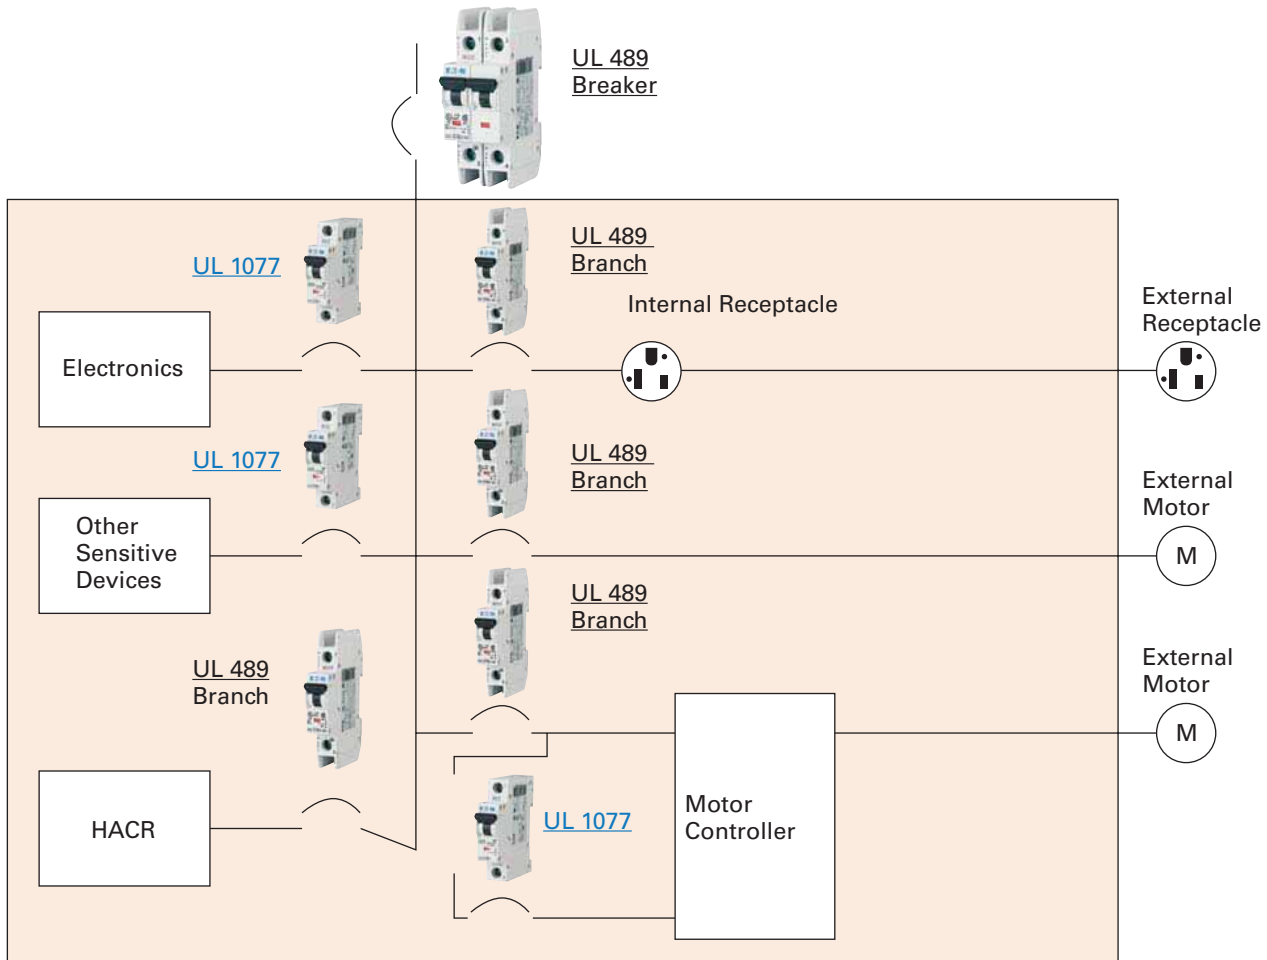 UL 489
Breaker
UL 1077
UL 489
Branch
Internal Receptacle
External
Receptacle
Electronics
UL 1077
UL 489
Branch
External
Motor
Other
Sensitive
Devices
M
UL 489
Branch
UL 489
Branch
External
Motor
M
HACR
UL 1077
Motor
Controller